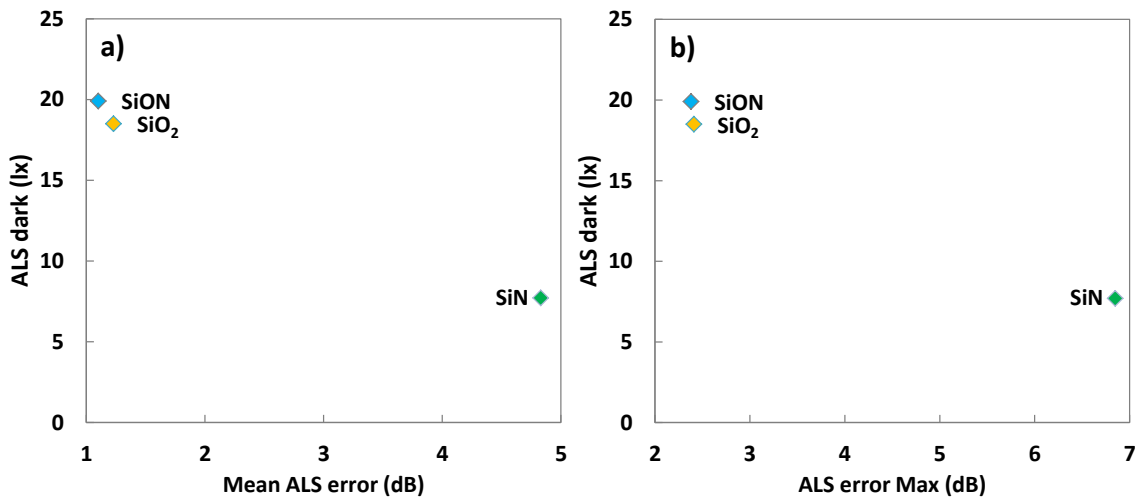 a)
25
20
15
10
5
0
ALS dark (lx)
SiON
SiO₂
SiN
1 2 3 4 5
Mean ALS error (dB)
b)
25
20
15
10
5
0
ALS dark (lx)
SiON
SiO₂
SiN
2 3 4 5 6 7
ALS error Max (dB)